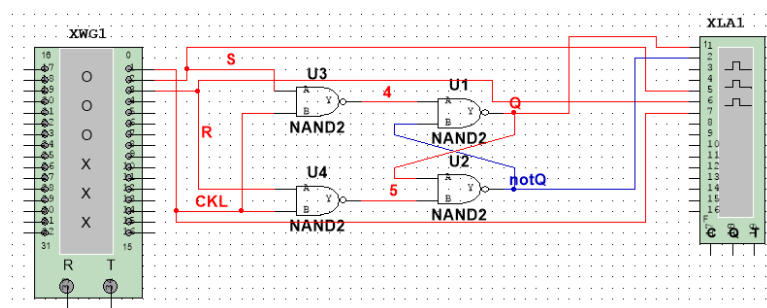 XWG1
XLA1
16 0
O
O
O
X
X
X
31 15
R T
S
R
CKL
U3
A
B
Y
NAND2
4
U1
A
B
Y
NAND2
Q
U4
A
B
Y
NAND2
5
U2
A
B
Y
NAND2
notQ
1
2
3
4
5
6
7
8
9
10
11
12
13
14
15
16
F
C Q T